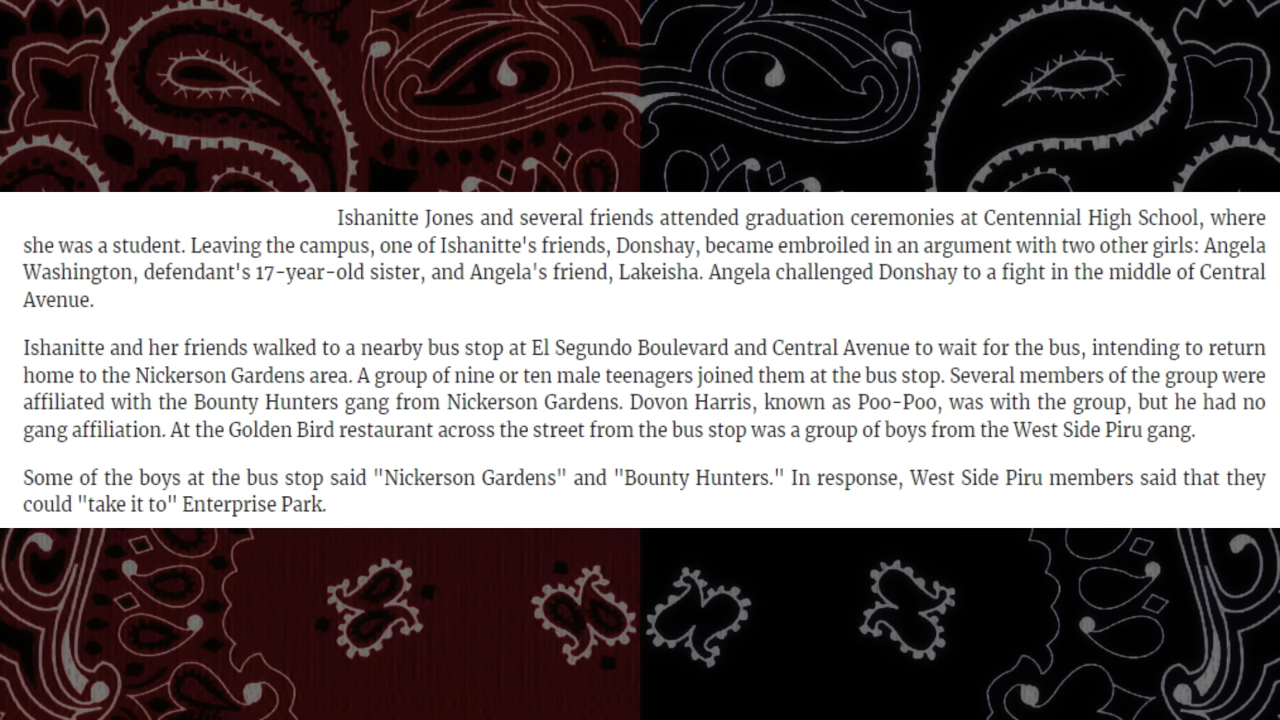 Ishanitte Jones and several friends attended graduation ceremonies at Centennial High School, where
she was a student. Leaving the campus, one of Ishanitte's friends, Donshay, became embroiled in an argument with two other girls: Angela
Washington, defendant's 17-year-old sister, and Angela's friend, Lakeisha. Angela challenged Donshay to a fight in the middle of Central
Avenue.
Ishanitte and her friends walked to a nearby bus stop at El Segundo Boulevard and Central Avenue to wait for the bus, intending to return
home to the Nickerson Gardens area. A group of nine or ten male teenagers joined them at the bus stop. Several members of the group were
affiliated with the Bounty Hunters gang from Nickerson Gardens. Dovon Harris, known as Poo-Poo, was with the group, but he had no
gang affiliation. At the Golden Bird restaurant across the street from the bus stop was a group of boys from the West Side Piru gang.
Some of the boys at the bus stop said "Nickerson Gardens" and "Bounty Hunters." In response, West Side Piru members said that they
could "take it to" Enterprise Park.